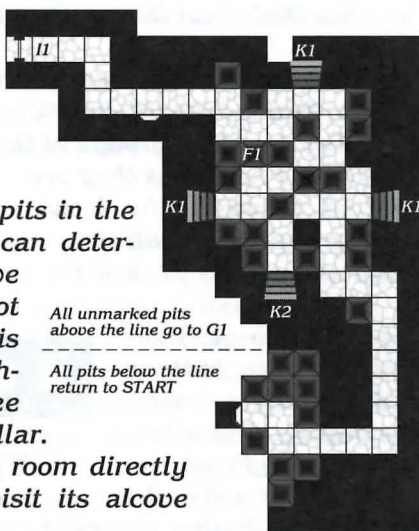 I1
K1
F1
K1
K1
K2
pits in the
can deter-
be
ot
is
h-
ee
llar.
room directly
isit its alcove
All unmarked pits
above the line go to G1
All pits below the line
return to START